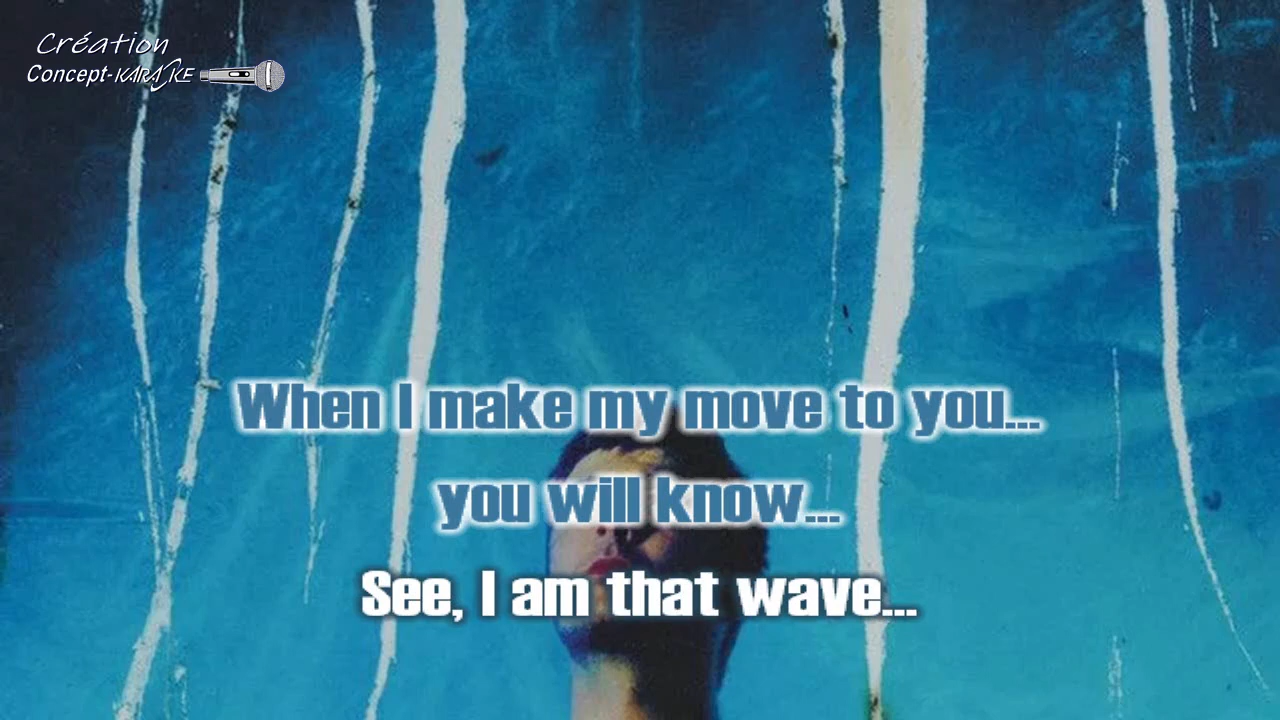 Création
Concept-KARAOKE
When I make my move to you...
you will know...
See, I am that wave...